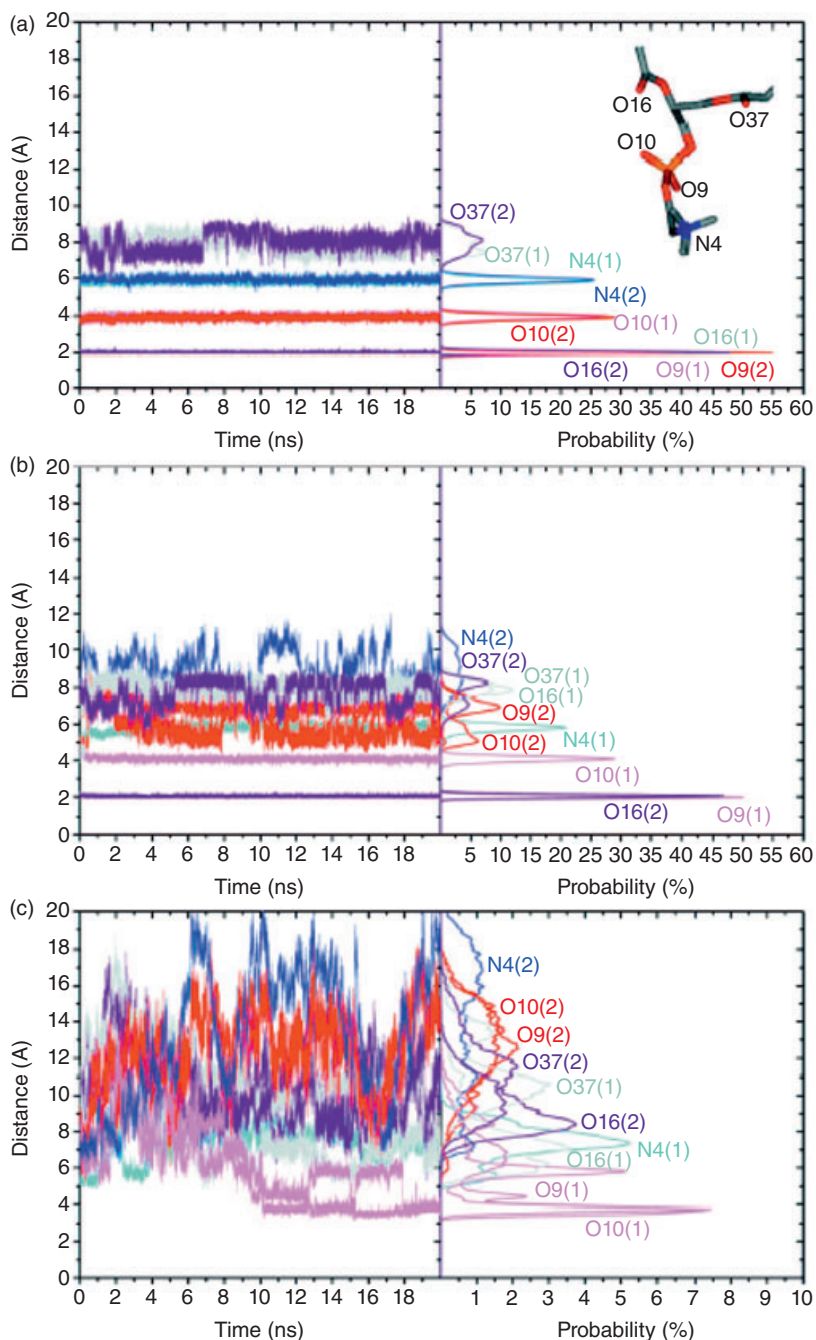 (a)
20
18
16
14
12
10
8
6
4
2
0
Distance (A)
O16
O37
O10
O9
N4
O37(2)
O37(1)
N4(1)
N4(2)
O10(2)
O10(1)
O16(1)
O16(2)
O9(1)
O9(2)
0 2 4 6 8 10 12 14 16 18
5 10 15 20 25 30 35 40 45 50 55 60
Time (ns)
Probability (%)
(b)
20
18
16
14
12
10
8
6
4
2
0
Distance (A)
N4(2)
O37(2)
O37(1)
O16(1)
O9(2)
N4(1)
O10(2)
O10(1)
O16(2)
O9(1)
0 2 4 6 8 10 12 14 16 18
5 10 15 20 25 30 35 40 45 50 55 60
Time (ns)
Probability (%)
(c)
20
18
16
14
12
10
8
6
4
2
0
Distance (A)
N4(2)
O10(2)
O9(2)
O37(2)
O37(1)
O16(2)
N4(1)
O16(1)
O9(1)
O10(1)
0 2 4 6 8 10 12 14 16 18
1 2 3 4 5 6 7 8 9 10
Time (ns)
Probability (%)